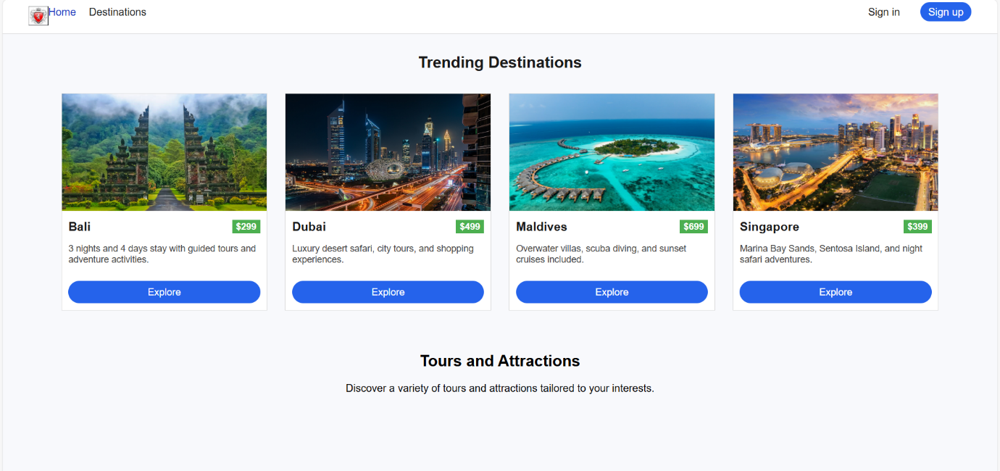 Home Destinations Sign in Sign up
Trending Destinations
Bali $299
3 nights and 4 days stay with guided tours and
adventure activities.
Explore
Dubai $499
Luxury desert safari, city tours, and shopping
experiences.
Explore
Maldives $699
Overwater villas, scuba diving, and sunset
cruises included.
Explore
Singapore $399
Marina Bay Sands, Sentosa Island, and night
safari adventures.
Explore
Tours and Attractions
Discover a variety of tours and attractions tailored to your interests.